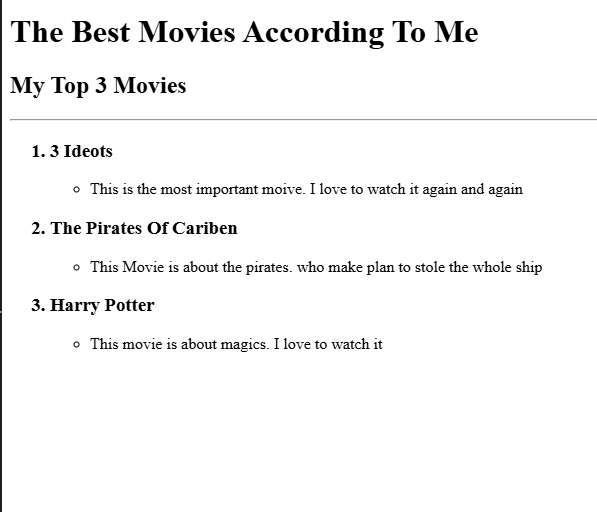 The Best Movies According To Me
My Top 3 Movies
1. 3 Ideots
This is the most important moive. I love to watch it again and again
2. The Pirates Of Cariben
This Movie is about the pirates. who make plan to stole the whole ship
3. Harry Potter
This movie is about magics. I love to watch it